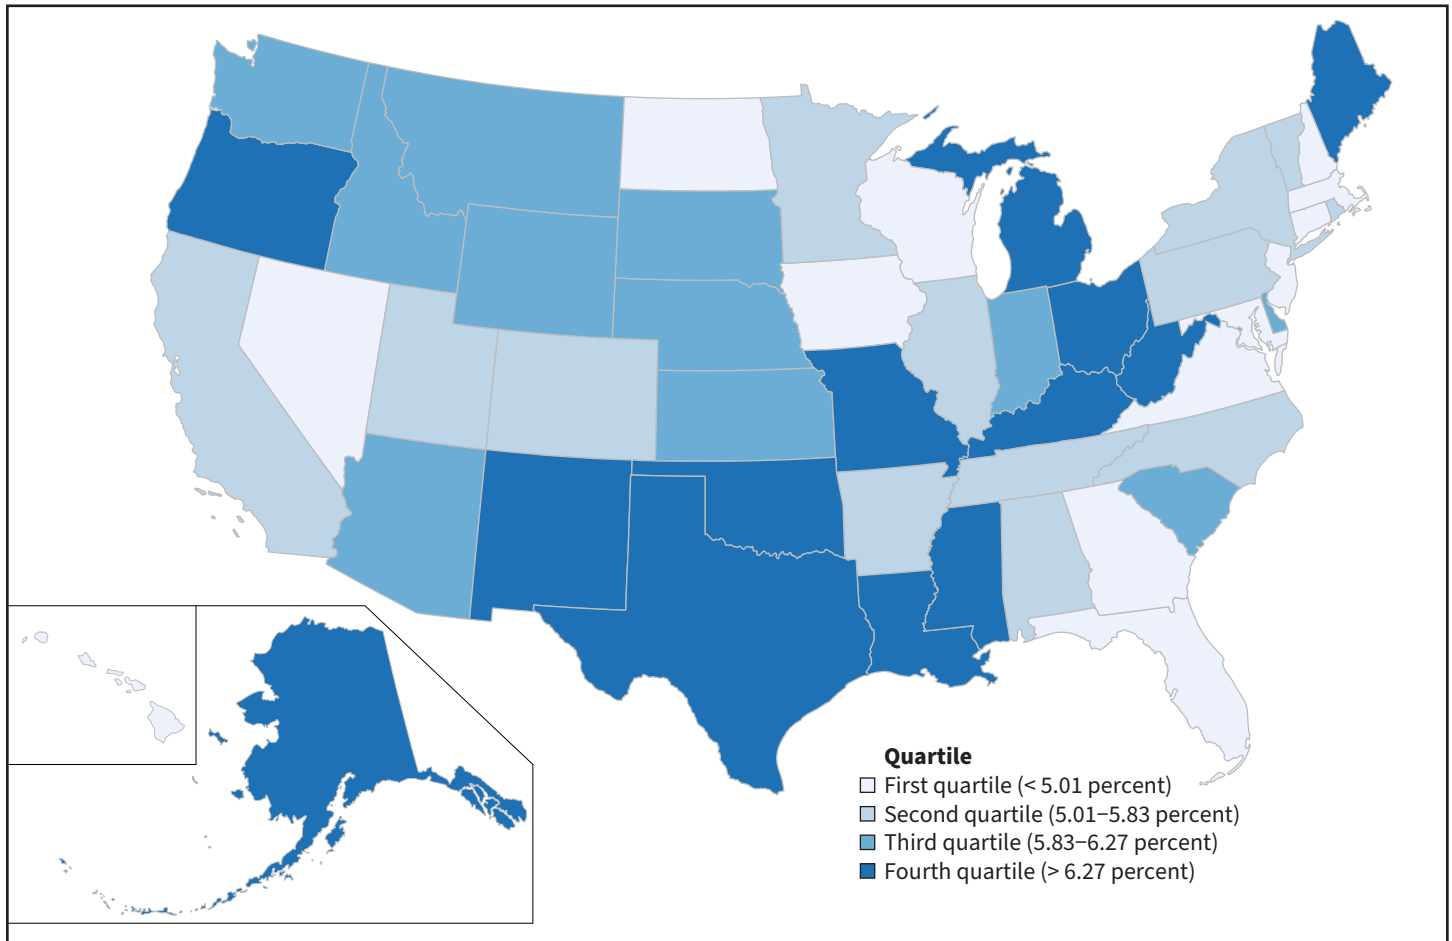 Quartile
First quartile (< 5.01 percent)
Second quartile (5.01–5.83 percent)
Third quartile (5.83–6.27 percent)
Fourth quartile (> 6.27 percent)